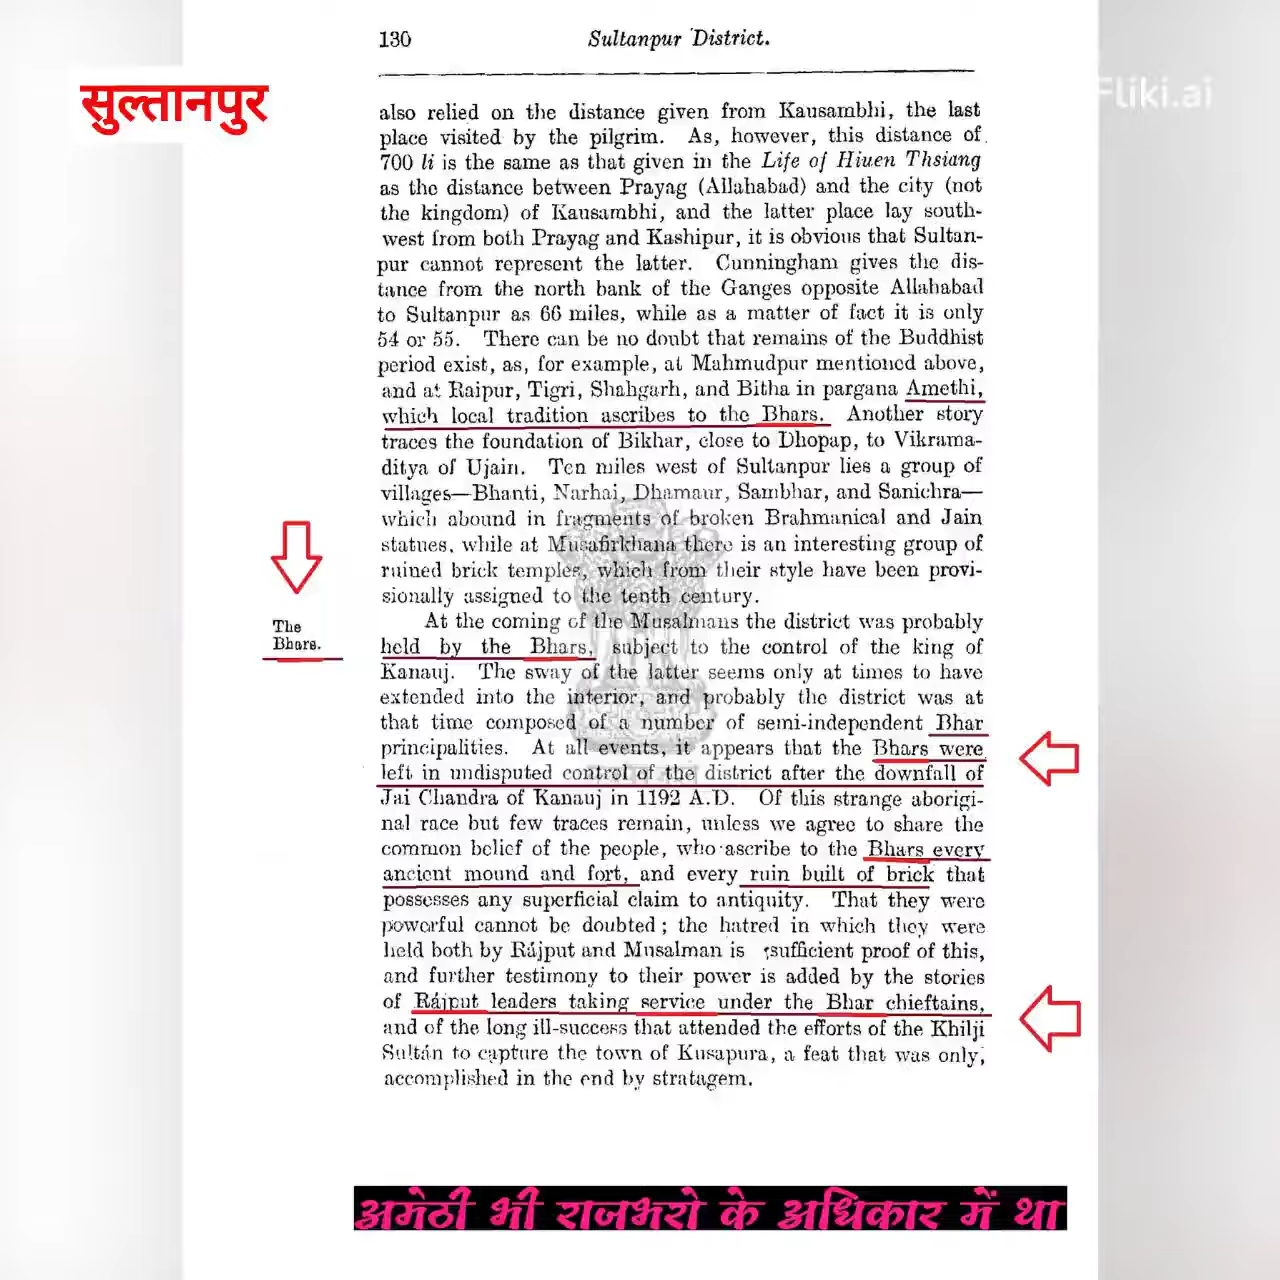 130 Sultanpur District.
सुल्तानपुर
Fliki.ai
also relied on the distance given from Kausambhi, the last
place visited by the pilgrim. As, however, this distance of
700 li is the same as that given in the Life of Hiuen Thsiang
as the distance between Prayag (Allahabad) and the city (not
the kingdom) of Kausambhi, and the latter place lay south-
west from both Prayag and Kashipur, it is obvious that Sultan-
pur cannot represent the latter. Cunningham gives the dis-
tance from the north bank of the Ganges opposite Allahabad
to Sultanpur as 66 miles, while as a matter of fact it is only
54 or 55. There can be no doubt that remains of the Buddhist
period exist, as, for example, at Mahmudpur mentioned above,
and at Raipur, Tigri, Shahgarh, and Bitha in pargana Amethi,
which local tradition ascribes to the Bhars. Another story
traces the foundation of Bikhar, close to Dhopap, to Vikrama-
ditya of Ujain. Ten miles west of Sultanpur lies a group of
villages—Bhanti, Narhai, Dhamaur, Sambhar, and Sanichra—
which abound in fragments of broken Brahmanical and Jain
statues, while at Musafirkhana there is an interesting group of
ruined brick temples, which from their style have been provi-
sionally assigned to the tenth century.
At the coming of the Musalmans the district was probably
The
Bhars.
held by the Bhars, subject to the control of the king of
Kanauj. The sway of the latter seems only at times to have
extended into the interior, and probably the district was at
that time composed of a number of semi-independent Bhar
principalities. At all events, it appears that the Bhars were
left in undisputed control of the district after the downfall of
Jai Chandra of Kanauj in 1192 A.D. Of this strange aborigi-
nal race but few traces remain, unless we agree to share the
common belief of the people, who ascribe to the Bhars every
ancient mound and fort, and every ruin built of brick that
possesses any superficial claim to antiquity. That they were
powerful cannot be doubted; the hatred in which they were
held both by Rájput and Musalman is sufficient proof of this,
and further testimony to their power is added by the stories
of Rájput leaders taking service under the Bhar chieftains,
and of the long ill-success that attended the efforts of the Khilji
Sultán to capture the town of Kusapura, a feat that was only,
accomplished in the end by stratagem.
अमेठी भी राजभरो के अधिकार में था